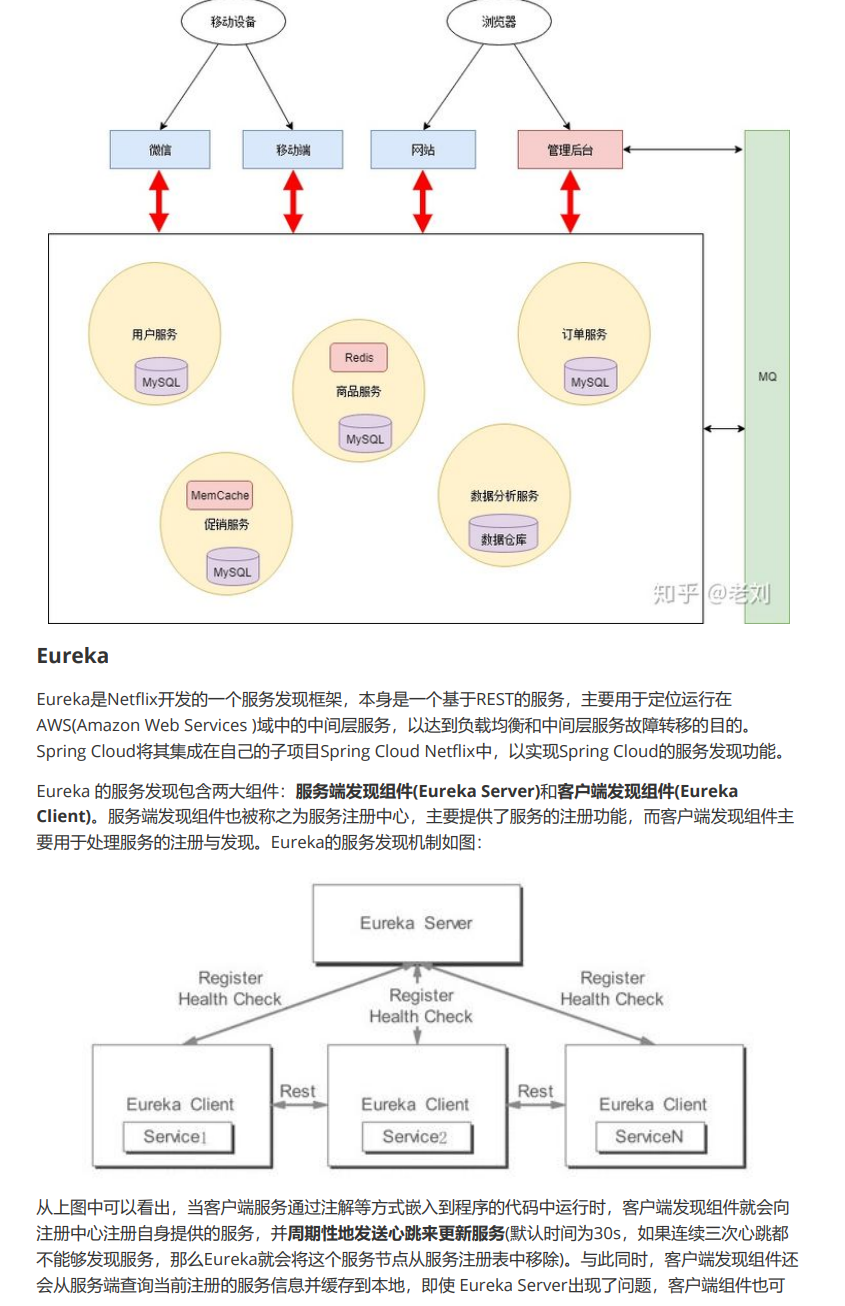 移动设备
浏览器
微信
移动端
网站
管理后台
用户服务
MySQL
Redis
商品服务
MySQL
订单服务
MySQL
MQ
MemCache
促销服务
MySQL
数据分析服务
数据仓库
知乎 @老刘
Eureka
Eureka是Netflix开发的一个服务发现框架，本身是一个基于REST的服务，主要用于定位运行在
AWS(Amazon Web Services )域中的中间层服务，以达到负载均衡和中间层服务故障转移的目的。
Spring Cloud将其集成在自己的子项目Spring Cloud Netflix中，以实现Spring Cloud的服务发现功能。
Eureka 的服务发现包含两大组件：服务端发现组件(Eureka Server)和客户端发现组件(Eureka
Client)。服务端发现组件也被称之为服务注册中心，主要提供了服务的注册功能，而客户端发现组件主
要用于处理服务的注册与发现。Eureka的服务发现机制如图：
Eureka Server
Register
Health Check
Register
Health Check
Register
Health Check
Eureka Client
Service1
Rest
Eureka Client
Service2
Rest
Eureka Client
ServiceN
从上图中可以看出，当客户端服务通过注解等方式嵌入到程序的代码中运行时，客户端发现组件就会向
注册中心注册自身提供的服务，并周期性地发送心跳来更新服务(默认时间为30s，如果连续三次心跳都
不能够发现服务，那么Eureka就会将这个服务节点从服务注册表中移除)。与此同时，客户端发现组件还
会从服务端查询当前注册的服务信息并缓存到本地，即使 Eureka Server出现了问题，客户端组件也可